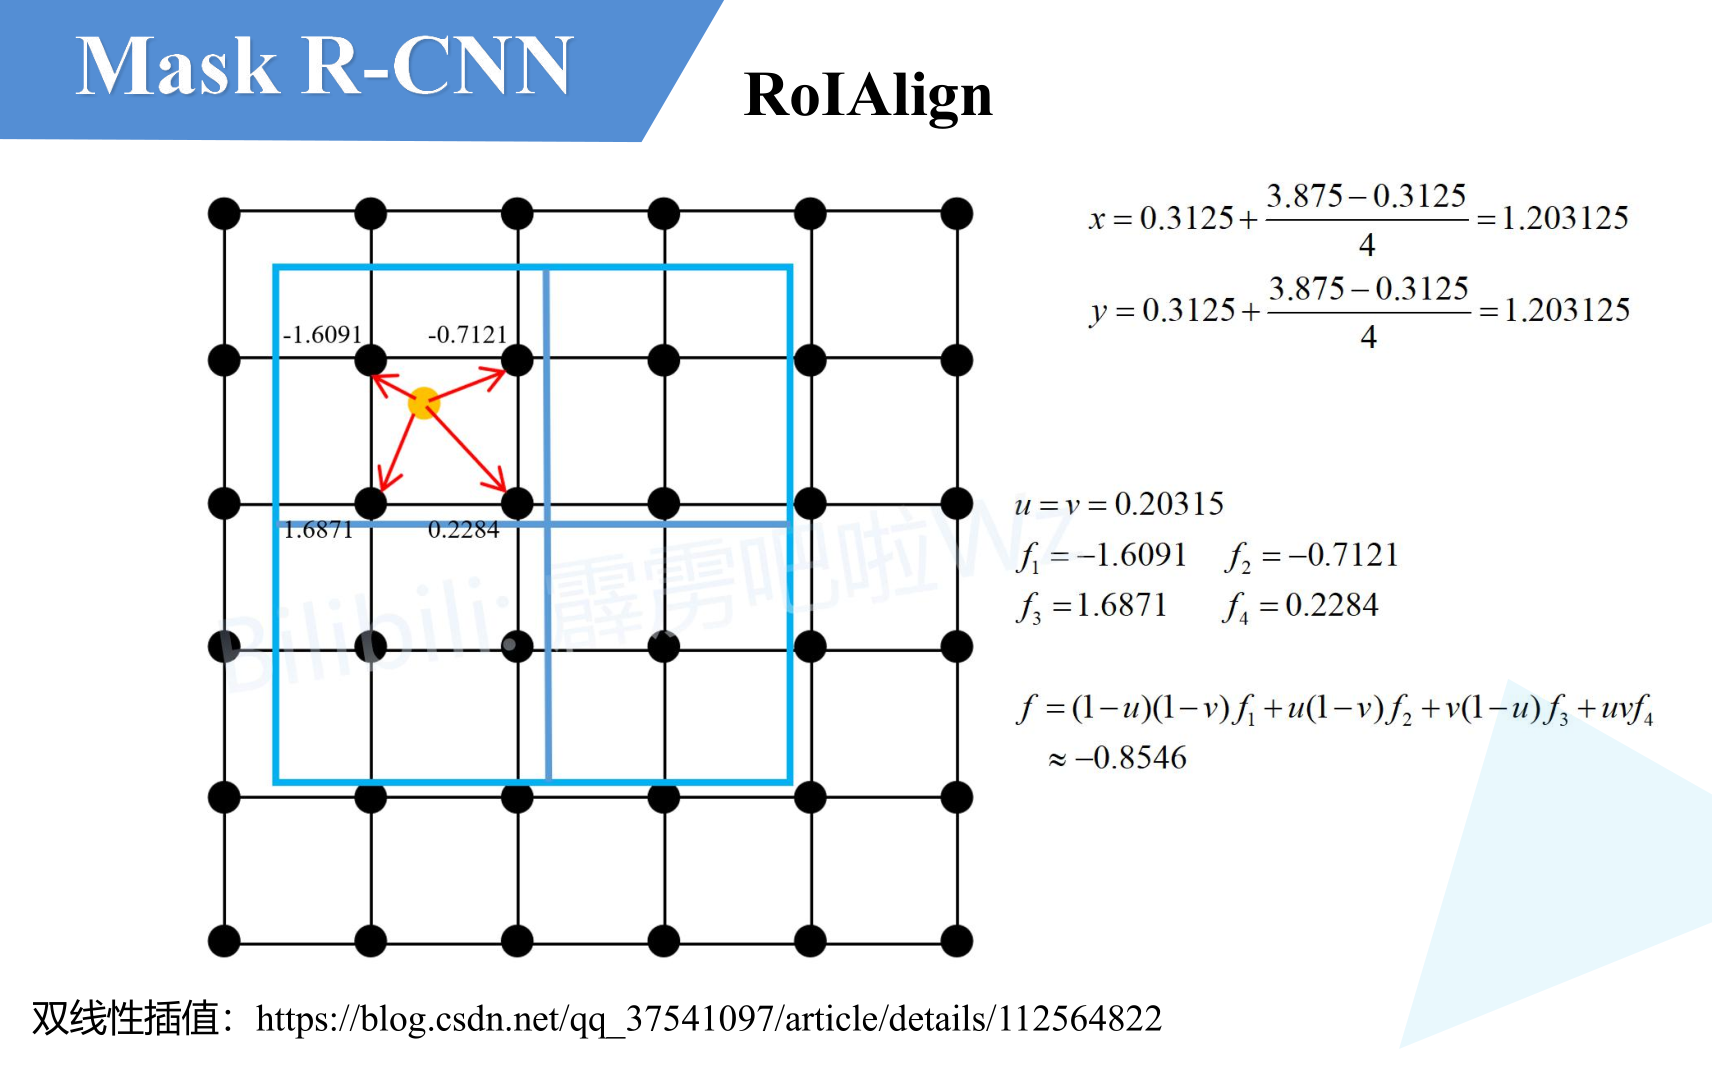 Mask R-CNN
RoIAlign
x = 0.3125 + (3.875 − 0.3125)/4 = 1.203125
y = 0.3125 + (3.875 − 0.3125)/4 = 1.203125
-1.6091 -0.7121
1.6871 0.2284
u = v = 0.20315
f₁ = −1.6091 f₂ = −0.7121
f₃ = 1.6871 f₄ = 0.2284
f = (1−u)(1−v)f₁ + u(1−v)f₂ + v(1−u)f₃ + uvf₄
≈ −0.8546
Bilibili: 霹雳吧啦Wz
双线性插值：https://blog.csdn.net/qq_37541097/article/details/112564822